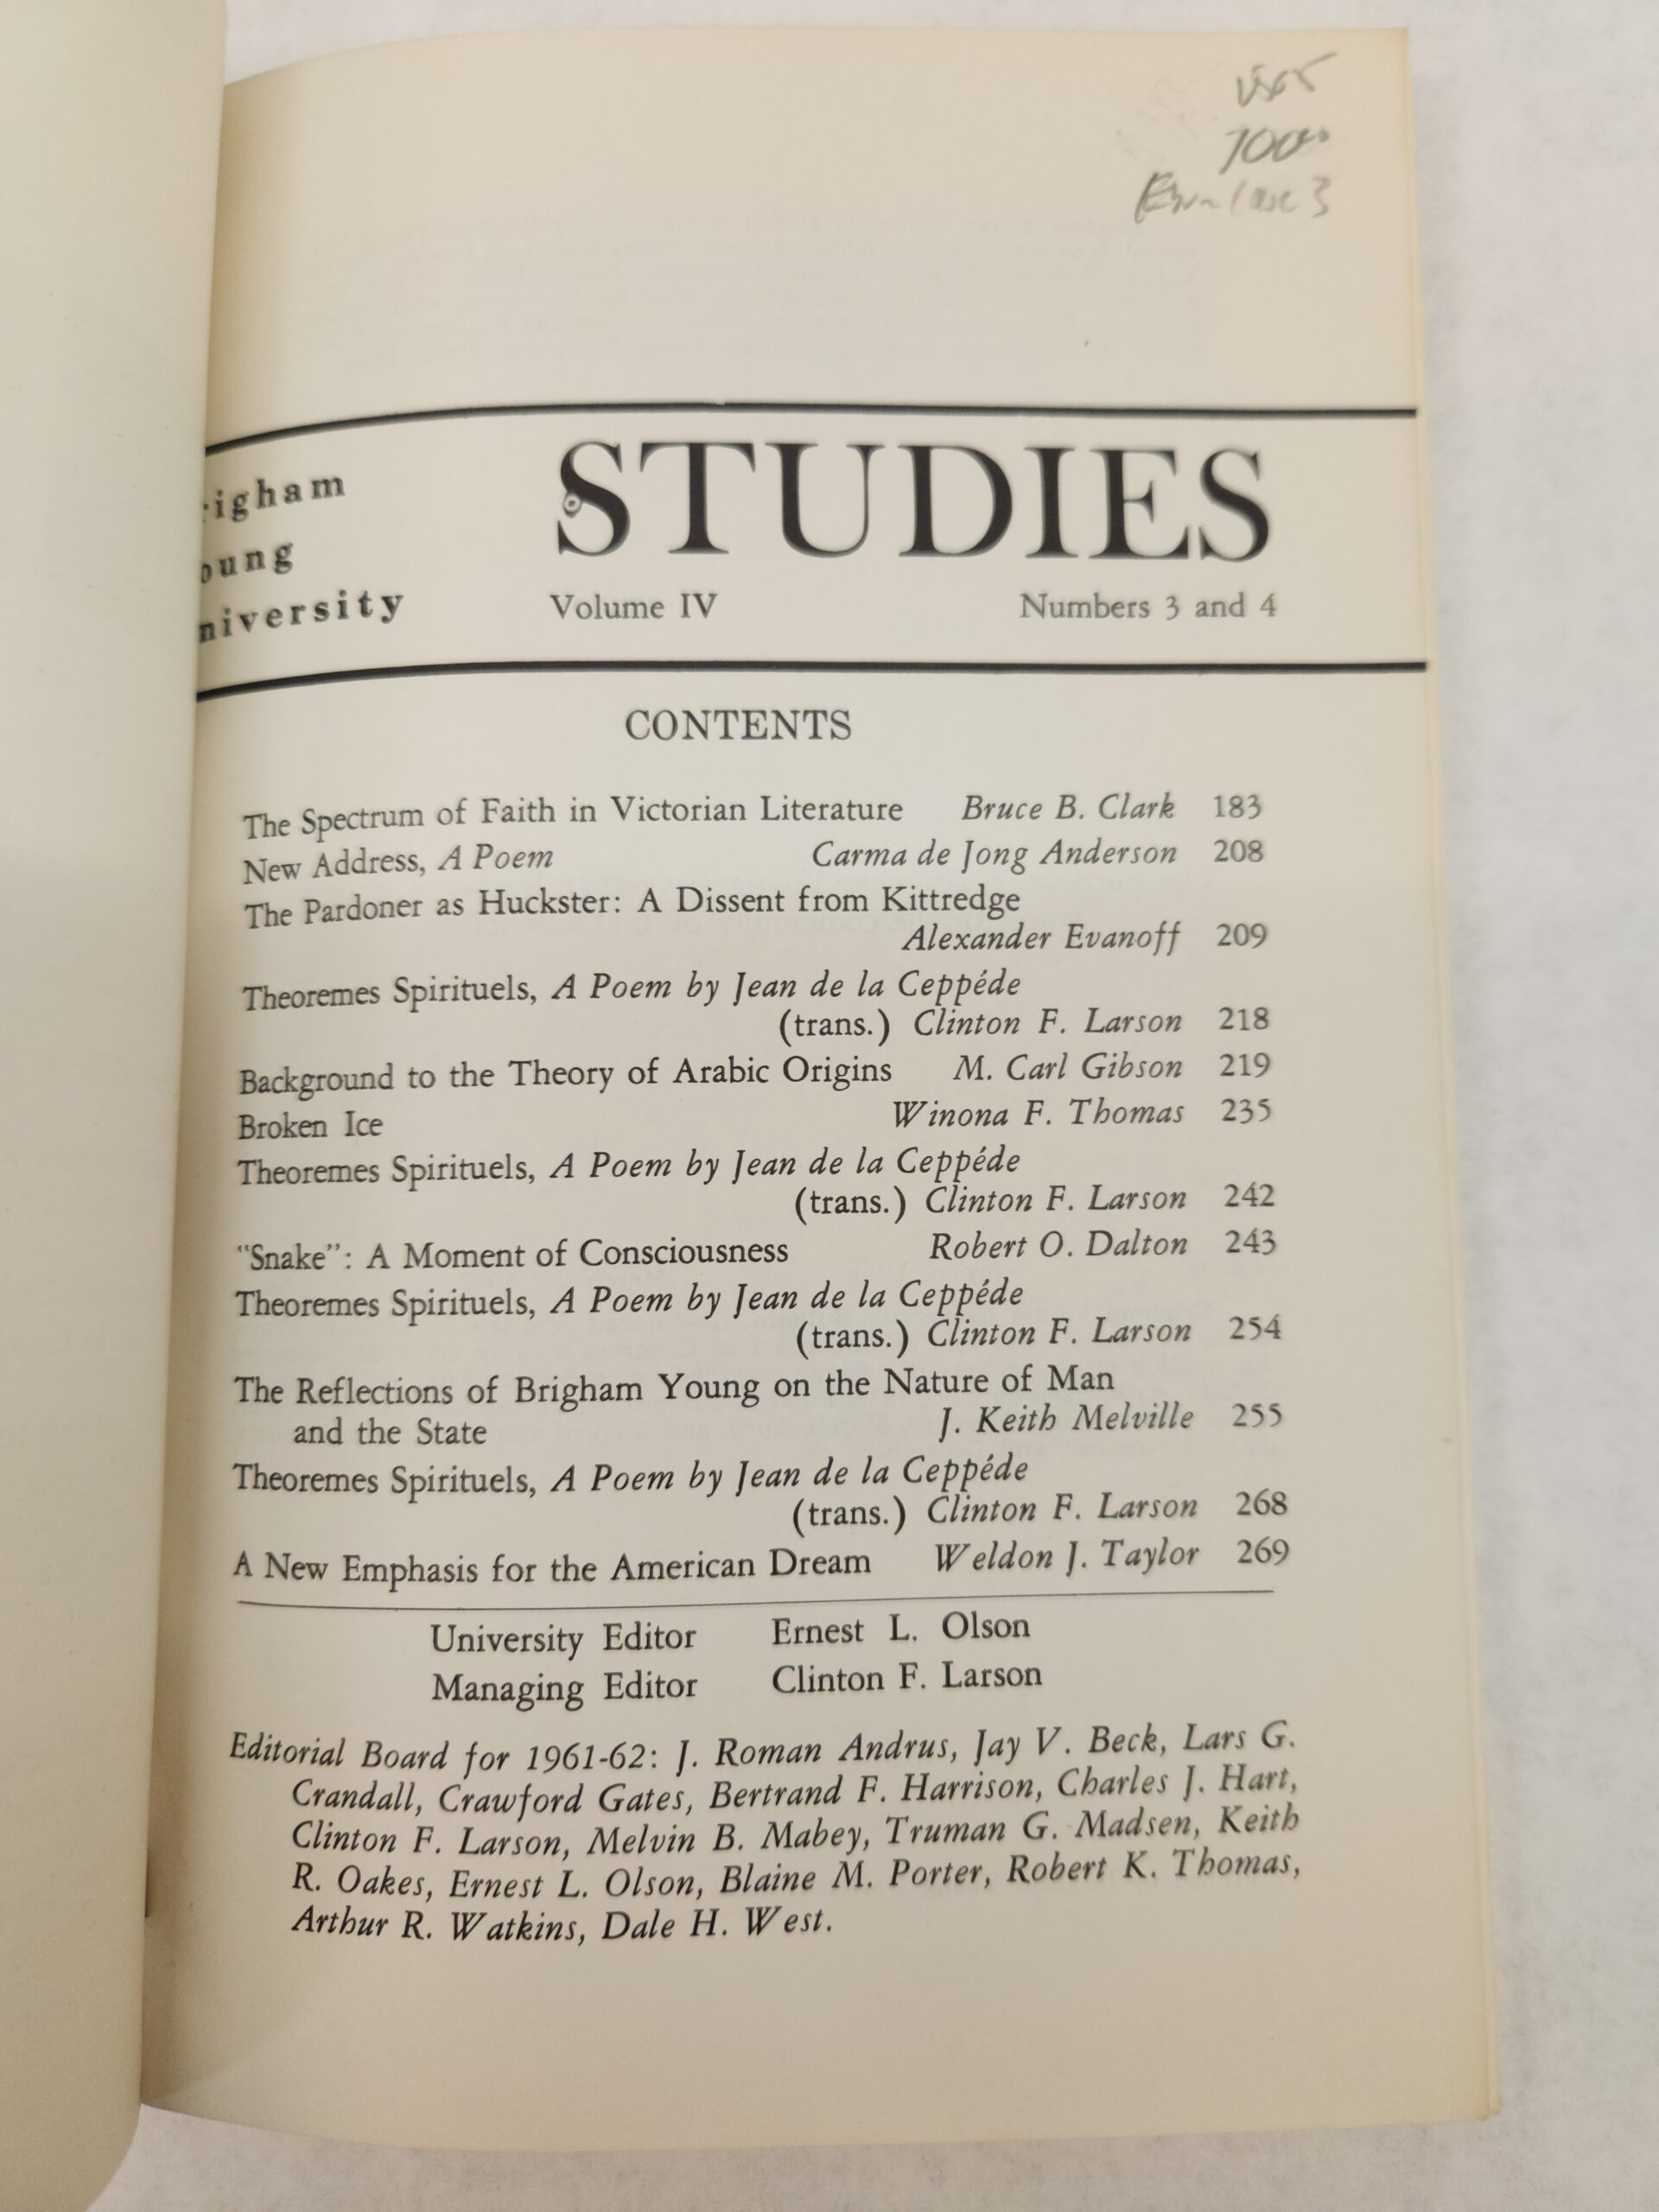 righam
oung
niversity
STUDIES
Volume IV Numbers 3 and 4
CONTENTS
The Spectrum of Faith in Victorian Literature Bruce B. Clark 183
New Address, A Poem Carma de Jong Anderson 208
The Pardoner as Huckster: A Dissent from Kittredge
Alexander Evanoff 209
Theoremes Spirituels, A Poem by Jean de la Ceppéde
(trans.) Clinton F. Larson 218
Background to the Theory of Arabic Origins M. Carl Gibson 219
Broken Ice Winona F. Thomas 235
Theoremes Spirituels, A Poem by Jean de la Ceppéde
(trans.) Clinton F. Larson 242
"Snake": A Moment of Consciousness Robert O. Dalton 243
Theoremes Spirituels, A Poem by Jean de la Ceppéde
(trans.) Clinton F. Larson 254
The Reflections of Brigham Young on the Nature of Man
and the State J. Keith Melville 255
Theoremes Spirituels, A Poem by Jean de la Ceppéde
(trans.) Clinton F. Larson 268
A New Emphasis for the American Dream Weldon J. Taylor 269
University Editor Ernest L. Olson
Managing Editor Clinton F. Larson
Editorial Board for 1961-62: J. Roman Andrus, Jay V. Beck, Lars G.
Crandall, Crawford Gates, Bertrand F. Harrison, Charles J. Hart,
Clinton F. Larson, Melvin B. Mabey, Truman G. Madsen, Keith
R. Oakes, Ernest L. Olson, Blaine M. Porter, Robert K. Thomas,
Arthur R. Watkins, Dale H. West.